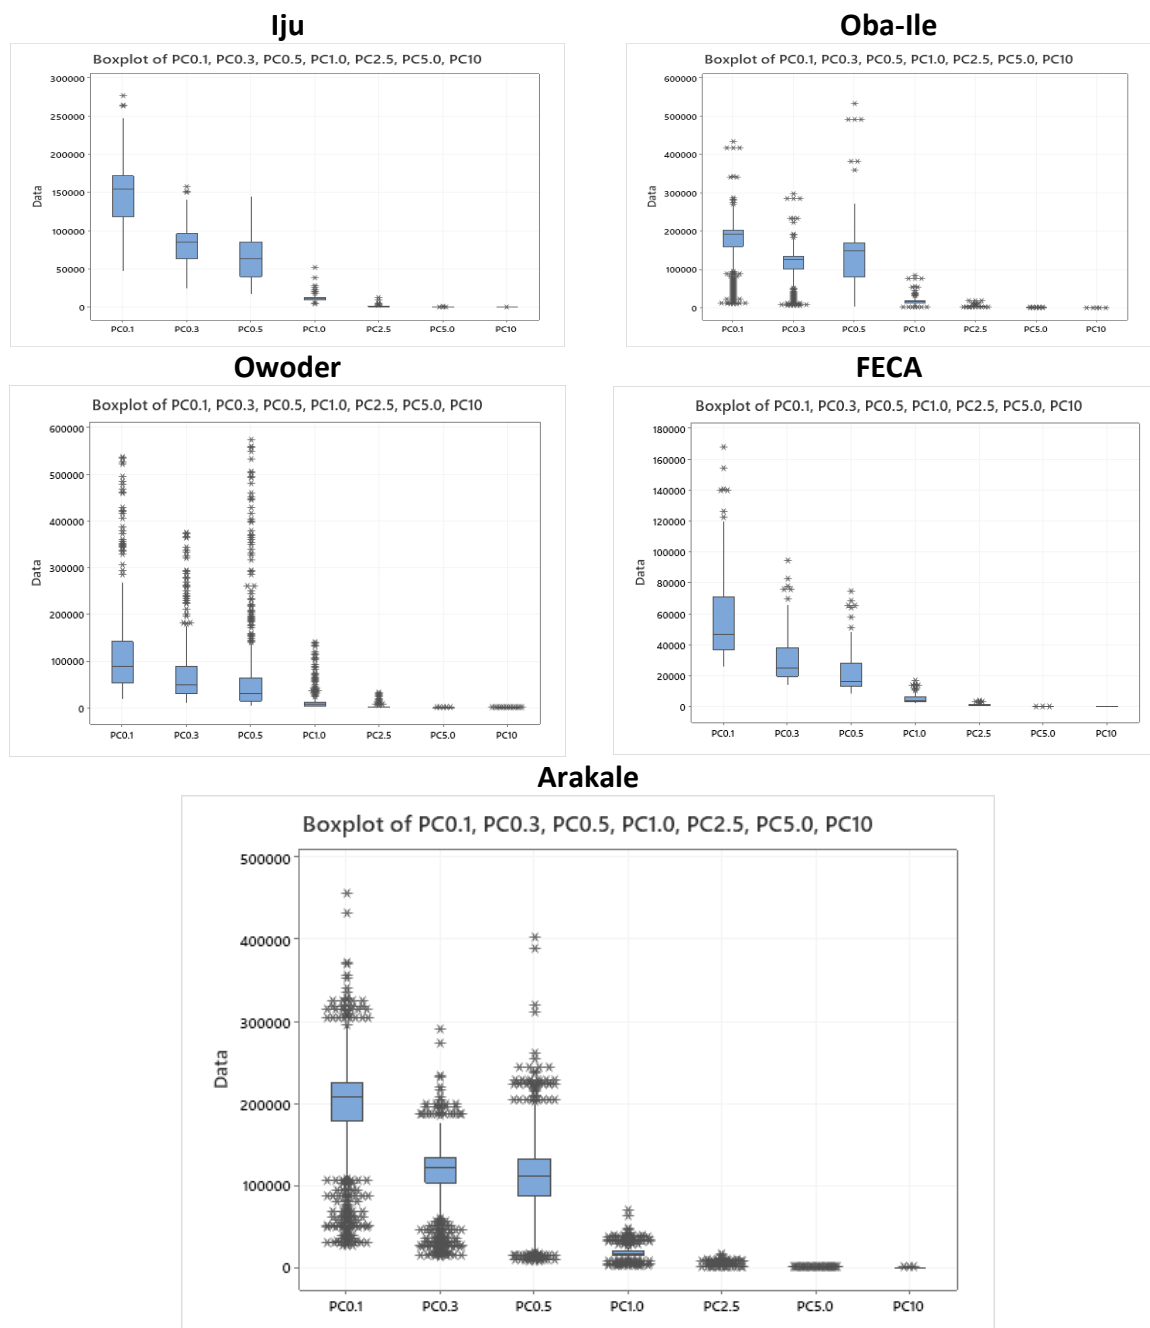 Iju
Oba-Ile
Boxplot of PC0.1, PC0.3, PC0.5, PC1.0, PC2.5, PC5.0, PC10
300000
250000
200000
150000
100000
50000
0
Data
PC0.1 PC0.3 PC0.5 PC1.0 PC2.5 PC5.0 PC10
Boxplot of PC0.1, PC0.3, PC0.5, PC1.0, PC2.5, PC5.0, PC10
600000
500000
400000
300000
200000
100000
0
Data
PC0.1 PC0.3 PC0.5 PC1.0 PC2.5 PC5.0 PC10
Owoder
FECA
Boxplot of PC0.1, PC0.3, PC0.5, PC1.0, PC2.5, PC5.0, PC10
600000
500000
400000
300000
200000
100000
0
Data
PC0.1 PC0.3 PC0.5 PC1.0 PC2.5 PC5.0 PC10
Boxplot of PC0.1, PC0.3, PC0.5, PC1.0, PC2.5, PC5.0, PC10
180000
160000
140000
120000
100000
80000
60000
40000
20000
0
Data
PC0.1 PC0.3 PC0.5 PC1.0 PC2.5 PC5.0 PC10
Arakale
Boxplot of PC0.1, PC0.3, PC0.5, PC1.0, PC2.5, PC5.0, PC10
500000
400000
300000
200000
100000
0
Data
PC0.1 PC0.3 PC0.5 PC1.0 PC2.5 PC5.0 PC10